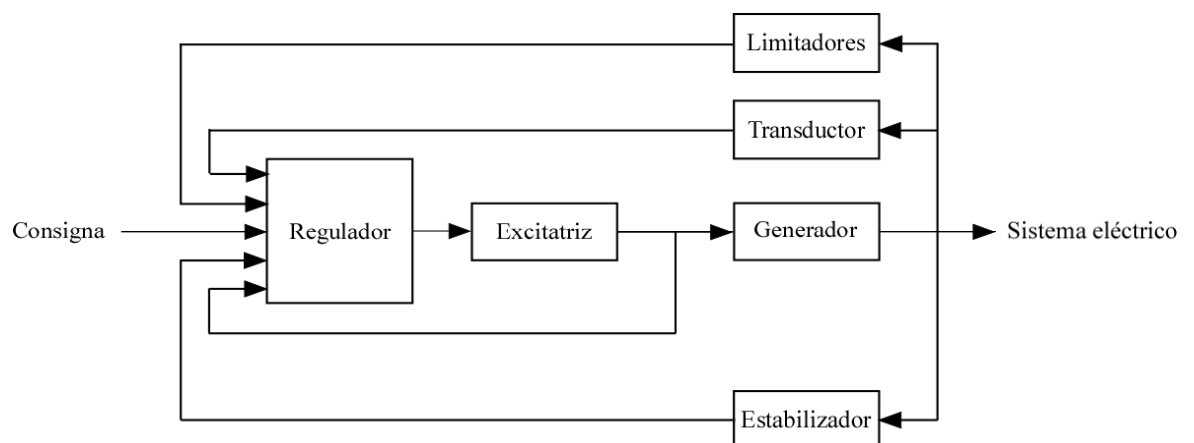 Limitadores
Transductor
Consigna
Regulador
Excitatriz
Generador
Sistema eléctrico
Estabilizador